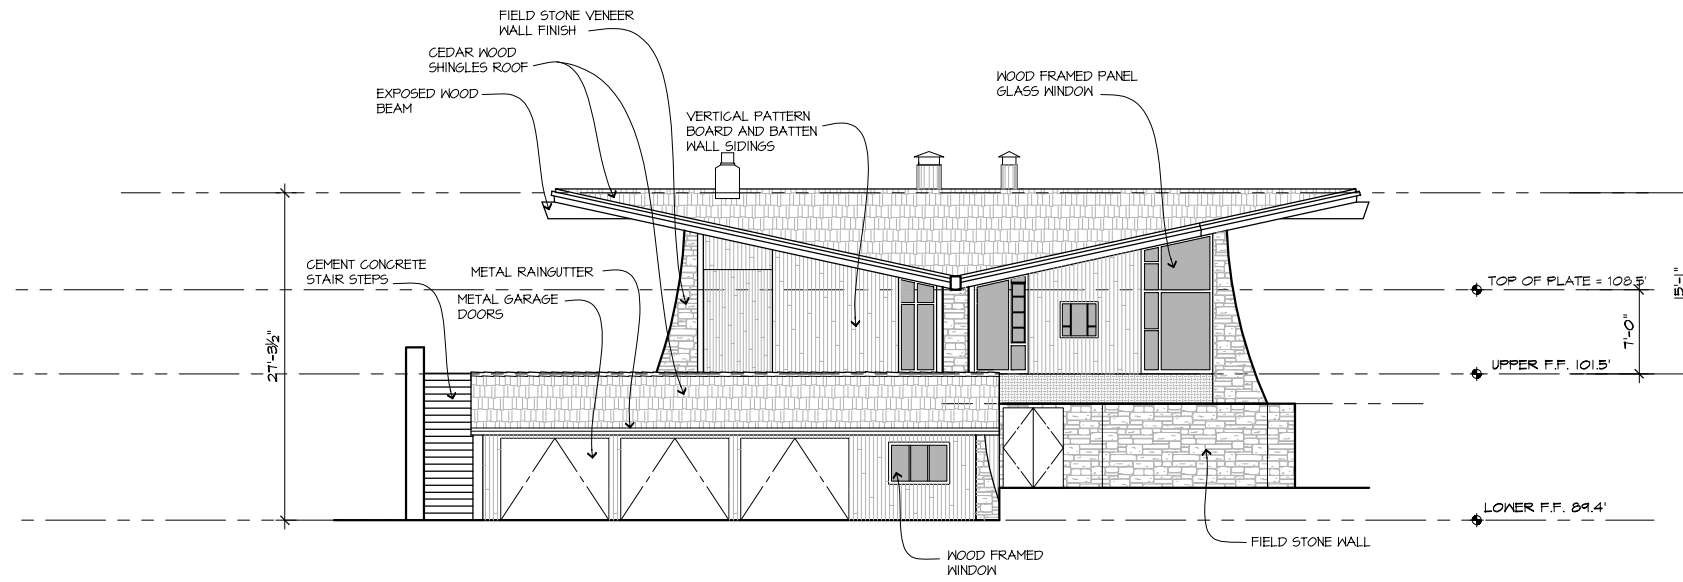 FIELD STONE VENEER
WALL FINISH
CEDAR WOOD
SHINGLES ROOF
EXPOSED WOOD
BEAM
WOOD FRAMED PANEL
GLASS WINDOW
VERTICAL PATTERN
BOARD AND BATTEN
WALL SIDINGS
CEMENT CONCRETE
STAIR STEPS
METAL RAINGUTTER
METAL GARAGE
DOORS
TOP OF PLATE = 108.5'
15'-1"
7'-0"
27'-3½"
UPPER F.F. 101.5'
LOWER F.F. 89.4'
FIELD STONE WALL
WOOD FRAMED
WINDOW